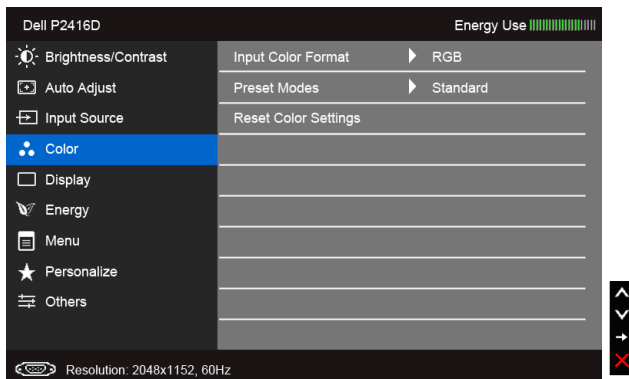 Dell P2416D
Energy Use
Brightness/Contrast
Auto Adjust
Input Source
Color
Display
Energy
Menu
Personalize
Others
Input Color Format
RGB
Preset Modes
Standard
Reset Color Settings
Resolution: 2048x1152, 60Hz